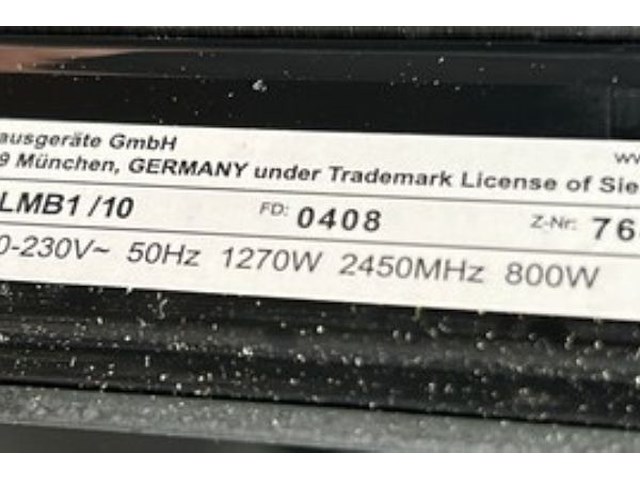 ausgeräte GmbH
9 München, GERMANY under Trademark License of Sie
LMB1 /10 FD: 0408 Z-Nr: 76
0-230V~ 50Hz 1270W 2450MHz 800W